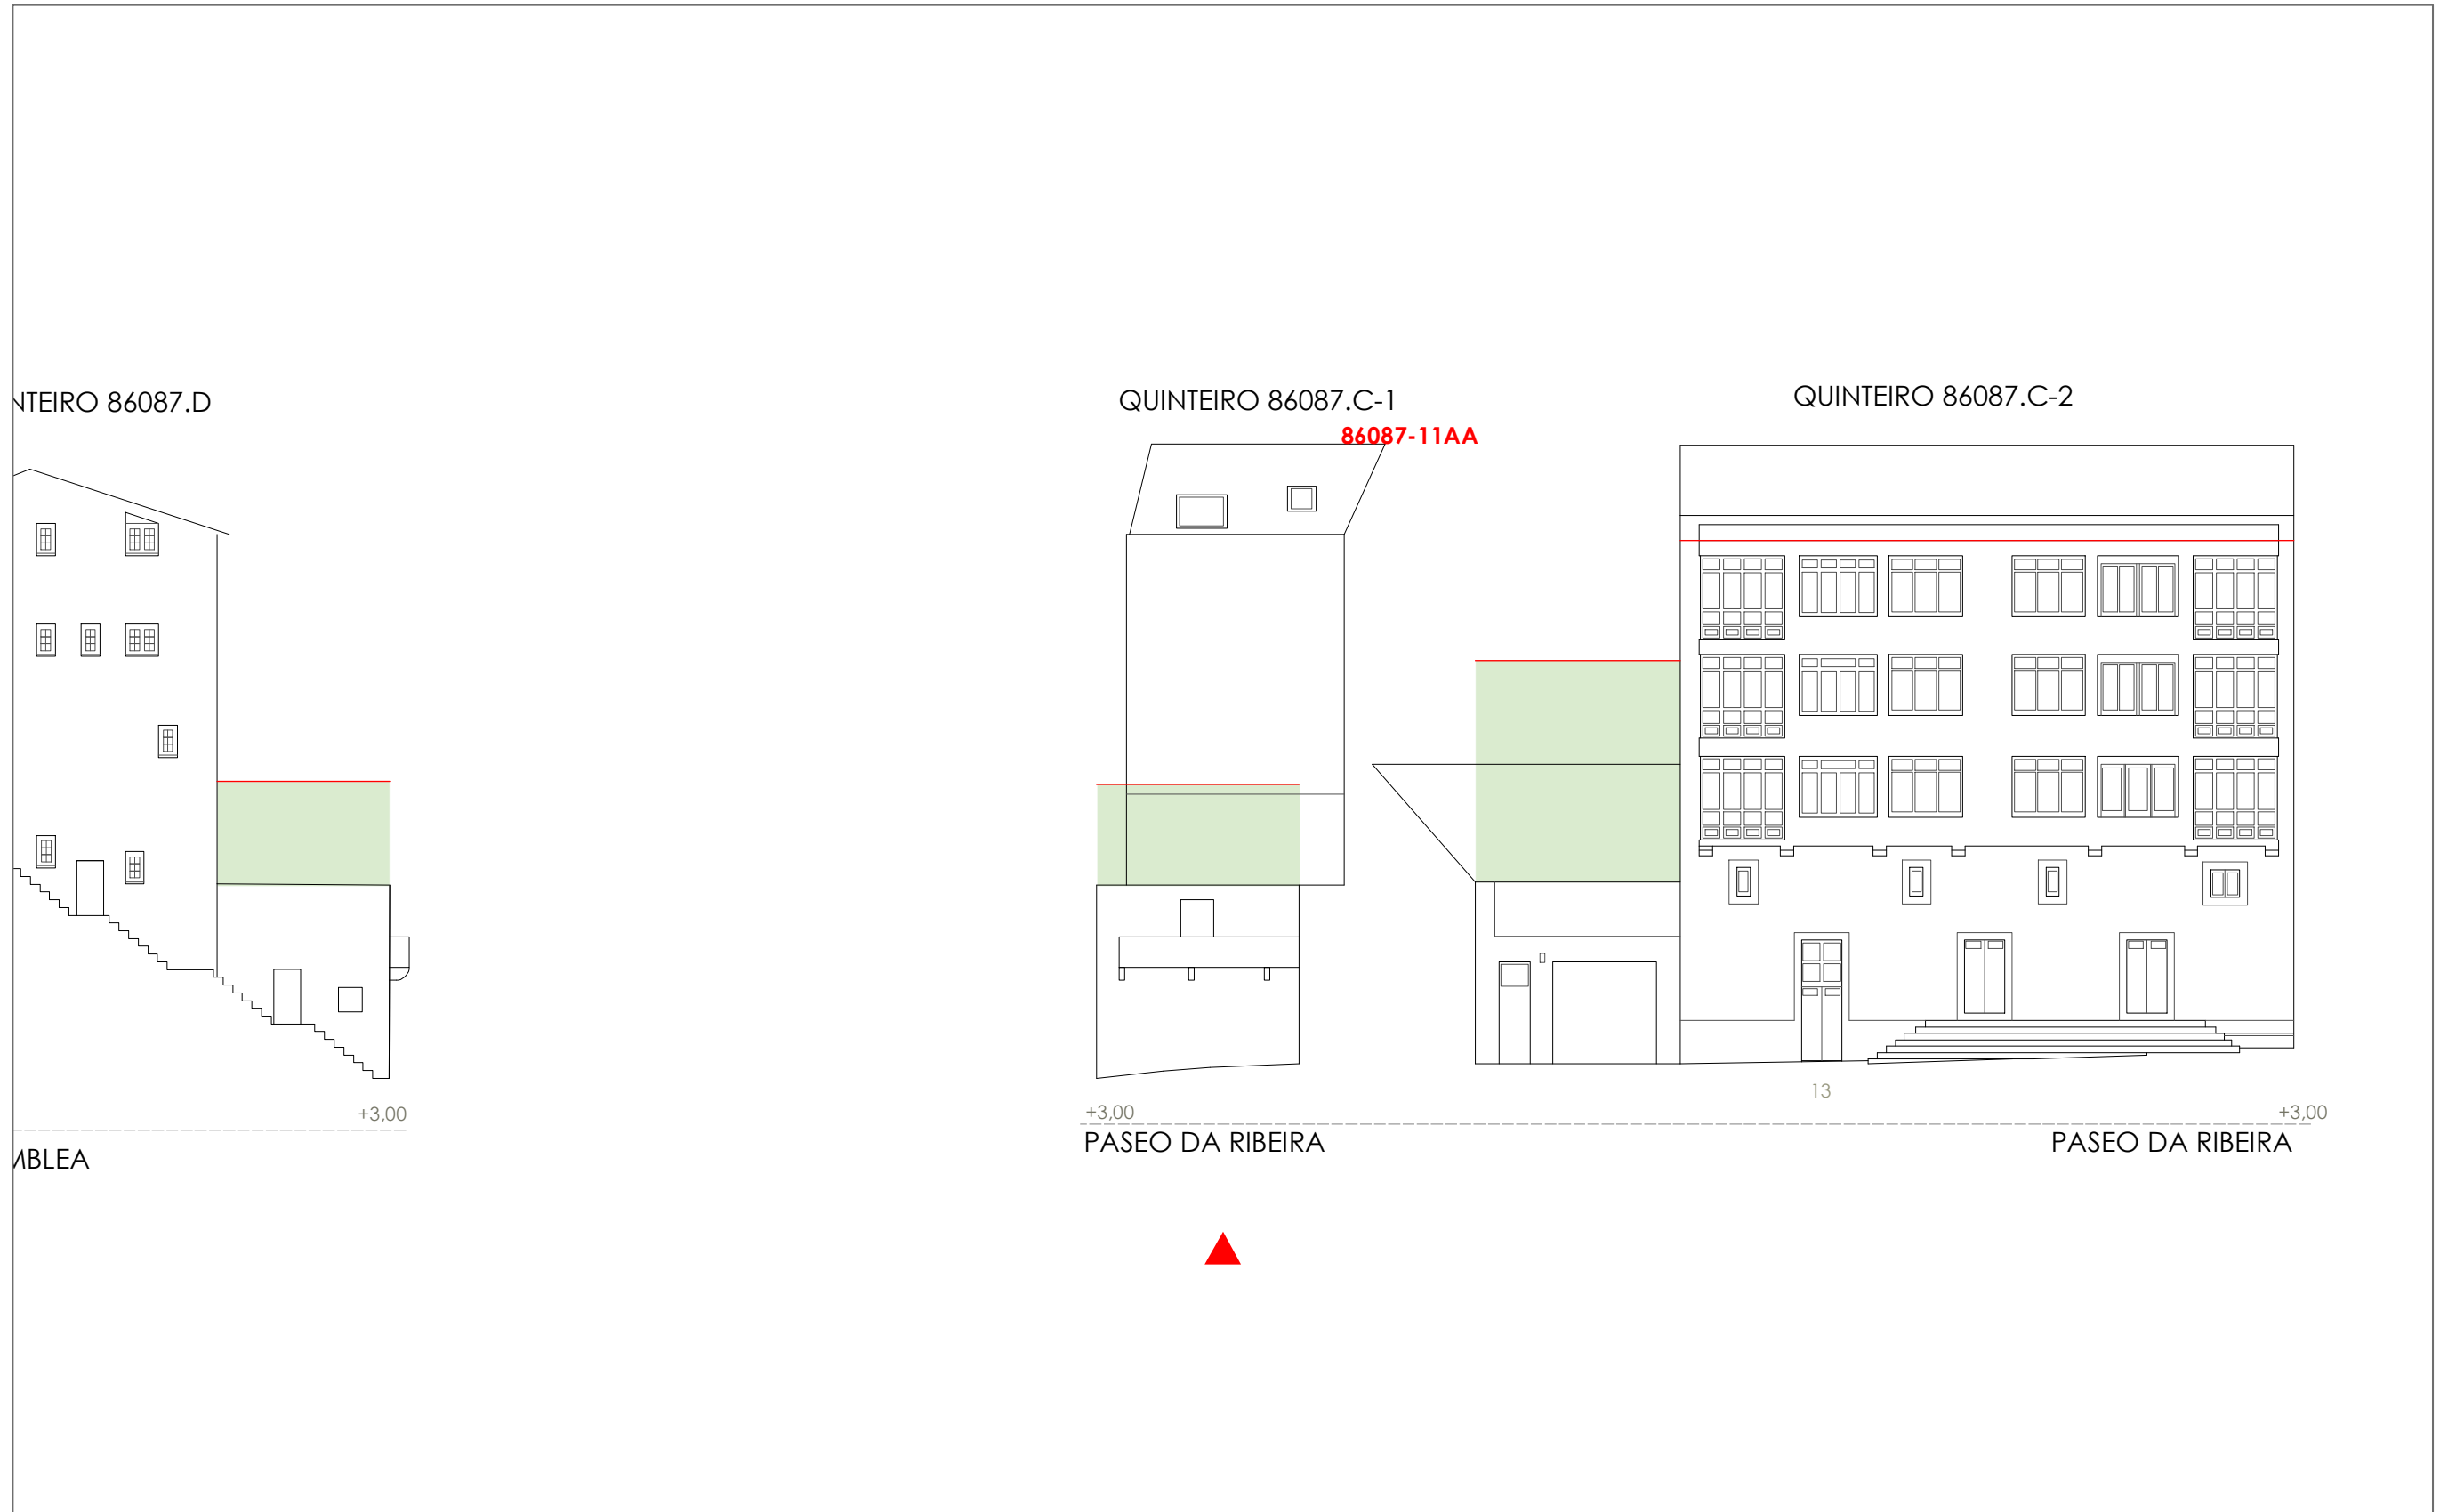 NTEIRO 86087.D
QUINTEIRO 86087.C-1
86087-11AA
QUINTEIRO 86087.C-2
13
+3,00
+3,00
+3,00
MBLEA
PASEO DA RIBEIRA
PASEO DA RIBEIRA